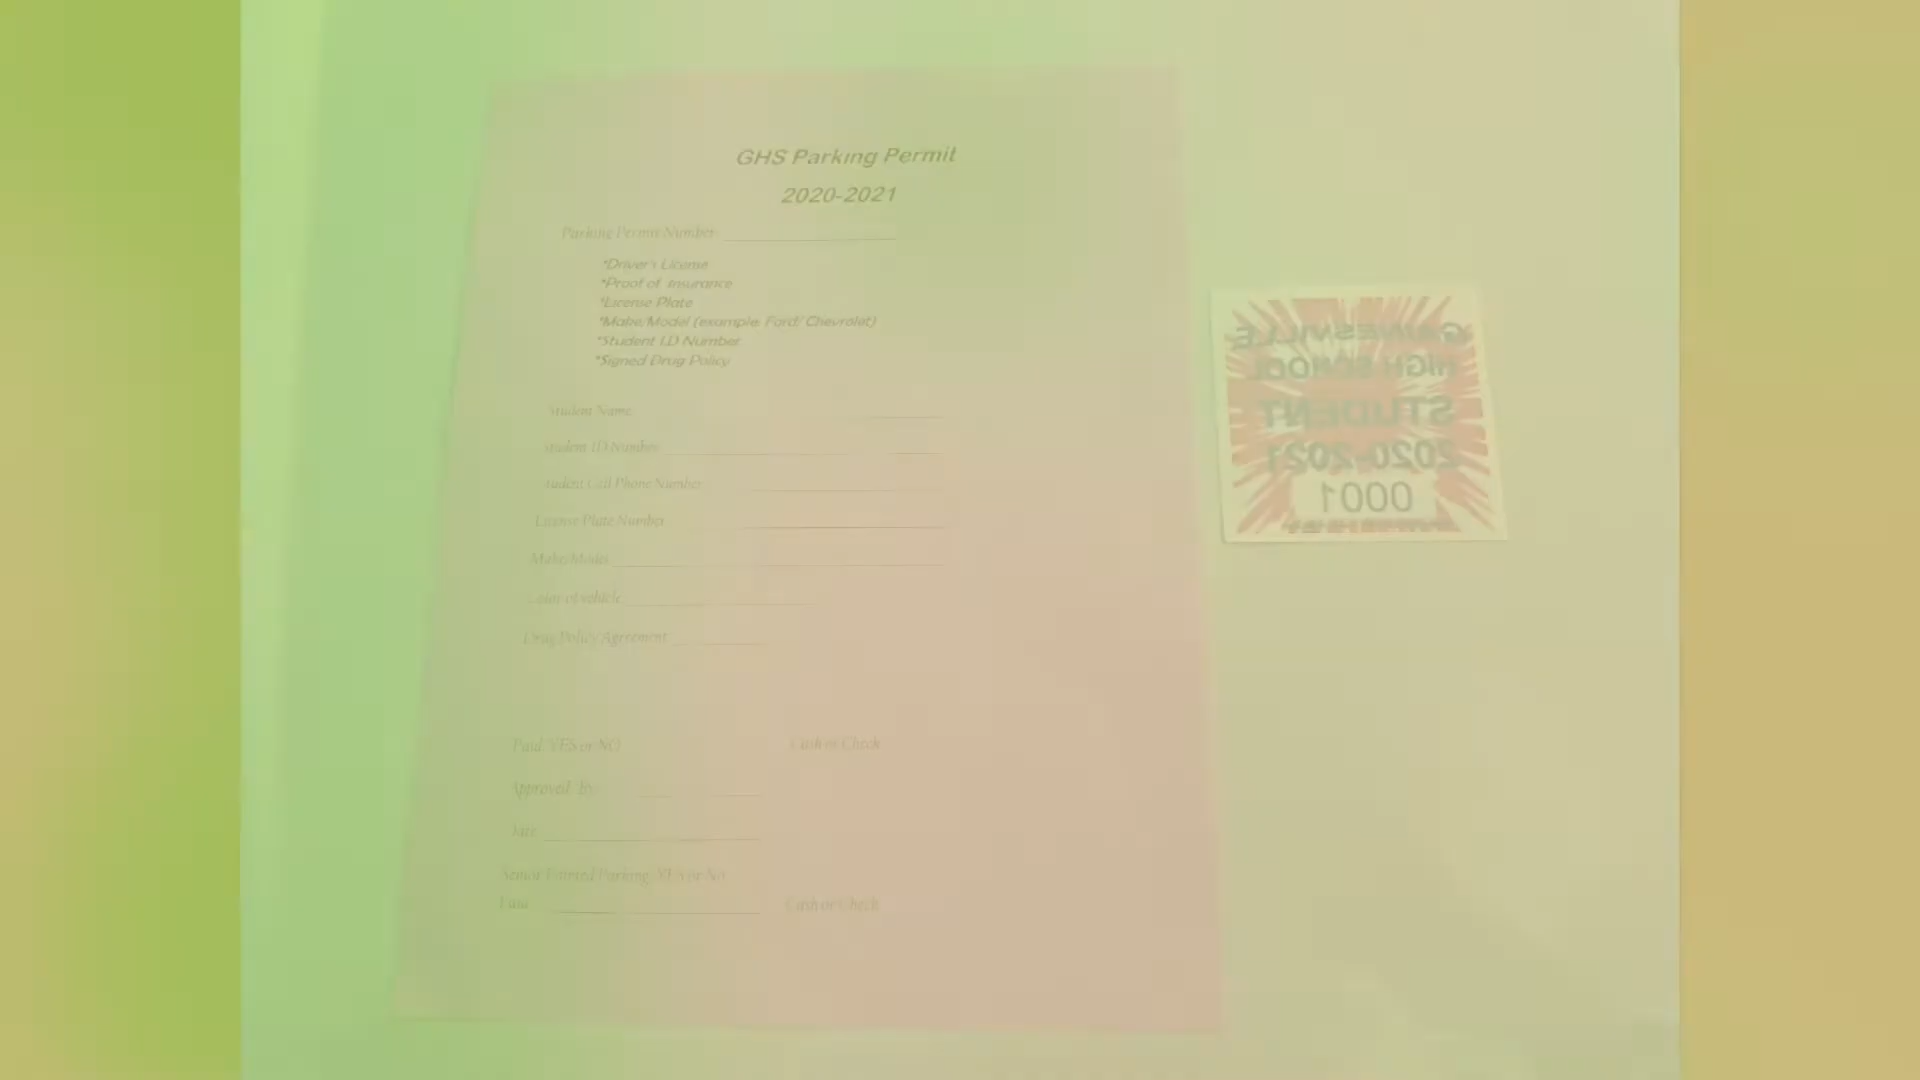 GHS Parking Permit
2020-2021
Parking Permit Number
*Driver's License
*Proof of Insurance
*License Plate
*Make/Model (example: Ford/ Chevrolet)
*Student I.D Number
*Signed Drug Policy
Student Name
Student ID Number
Student Cell Phone Number
License Plate Number
Make/Model
Color of vehicle
Drug Policy Agreement
Paid: YES or NO Cash or Check
Approved by:
Date
Senior Painted Parking: YES or No
Cash or Check
GAINESVILLE
HIGH SCHOOL
STUDENT
2020-2021
0001